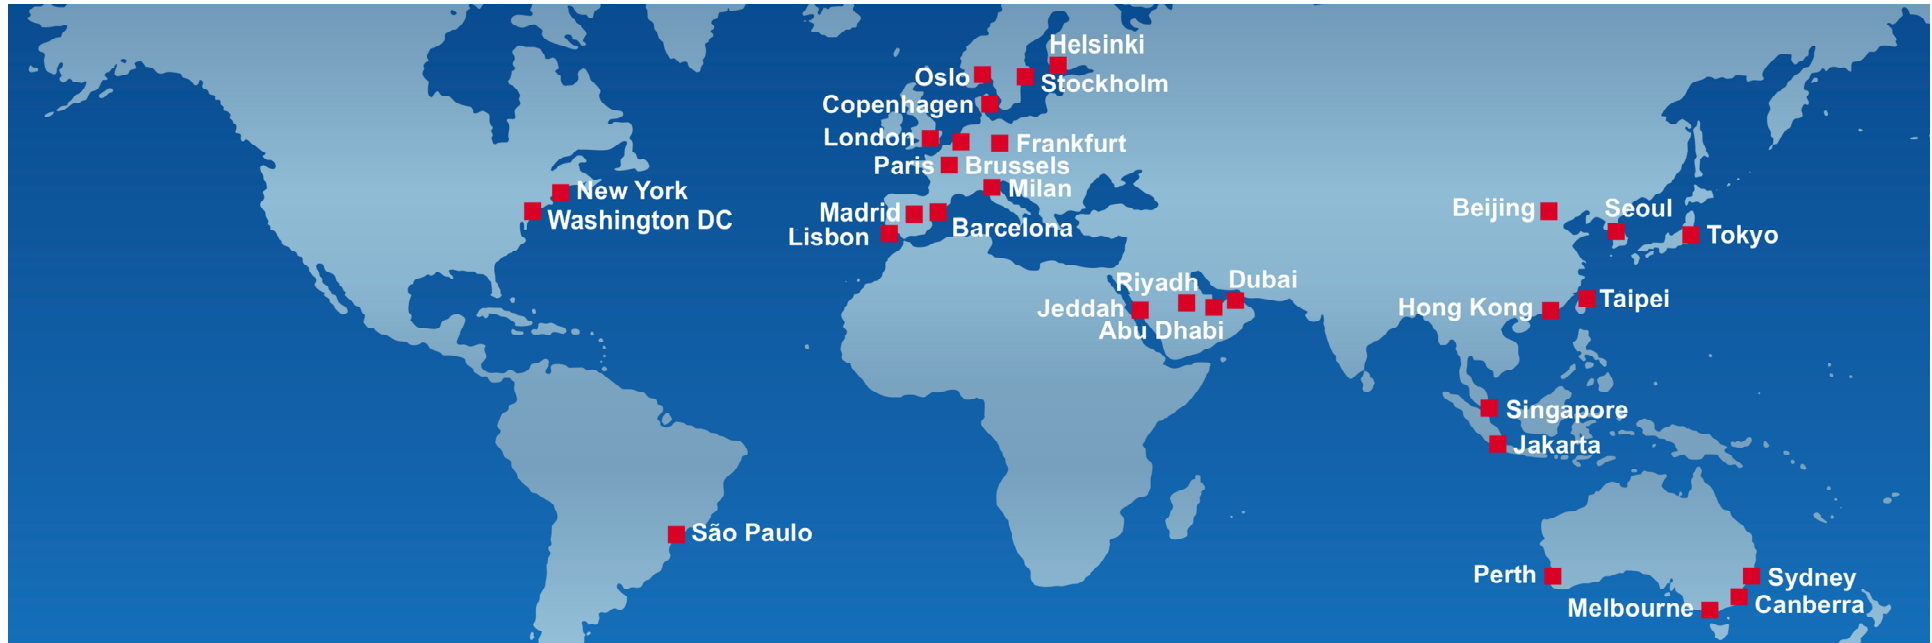 Helsinki
Oslo
Stockholm
Copenhagen
London
Frankfurt
Paris
Brussels
Milan
New York
Washington DC
Madrid
Barcelona
Lisbon
Beijing
Seoul
Tokyo
Riyadh
Dubai
Jeddah
Abu Dhabi
Hong Kong
Taipei
Singapore
Jakarta
São Paulo
Perth
Sydney
Melbourne
Canberra